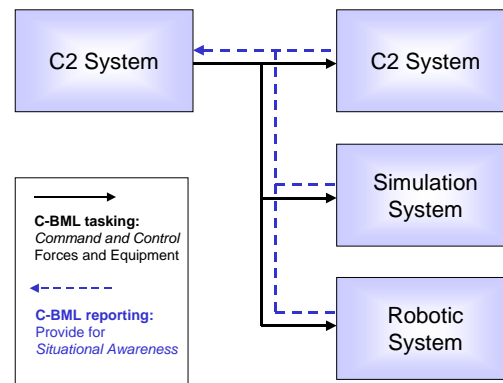 C2 System
C2 System
Simulation
System
Robotic
System
C-BML tasking:
Command and Control
Forces and Equipment
C-BML reporting:
Provide for
Situational Awareness